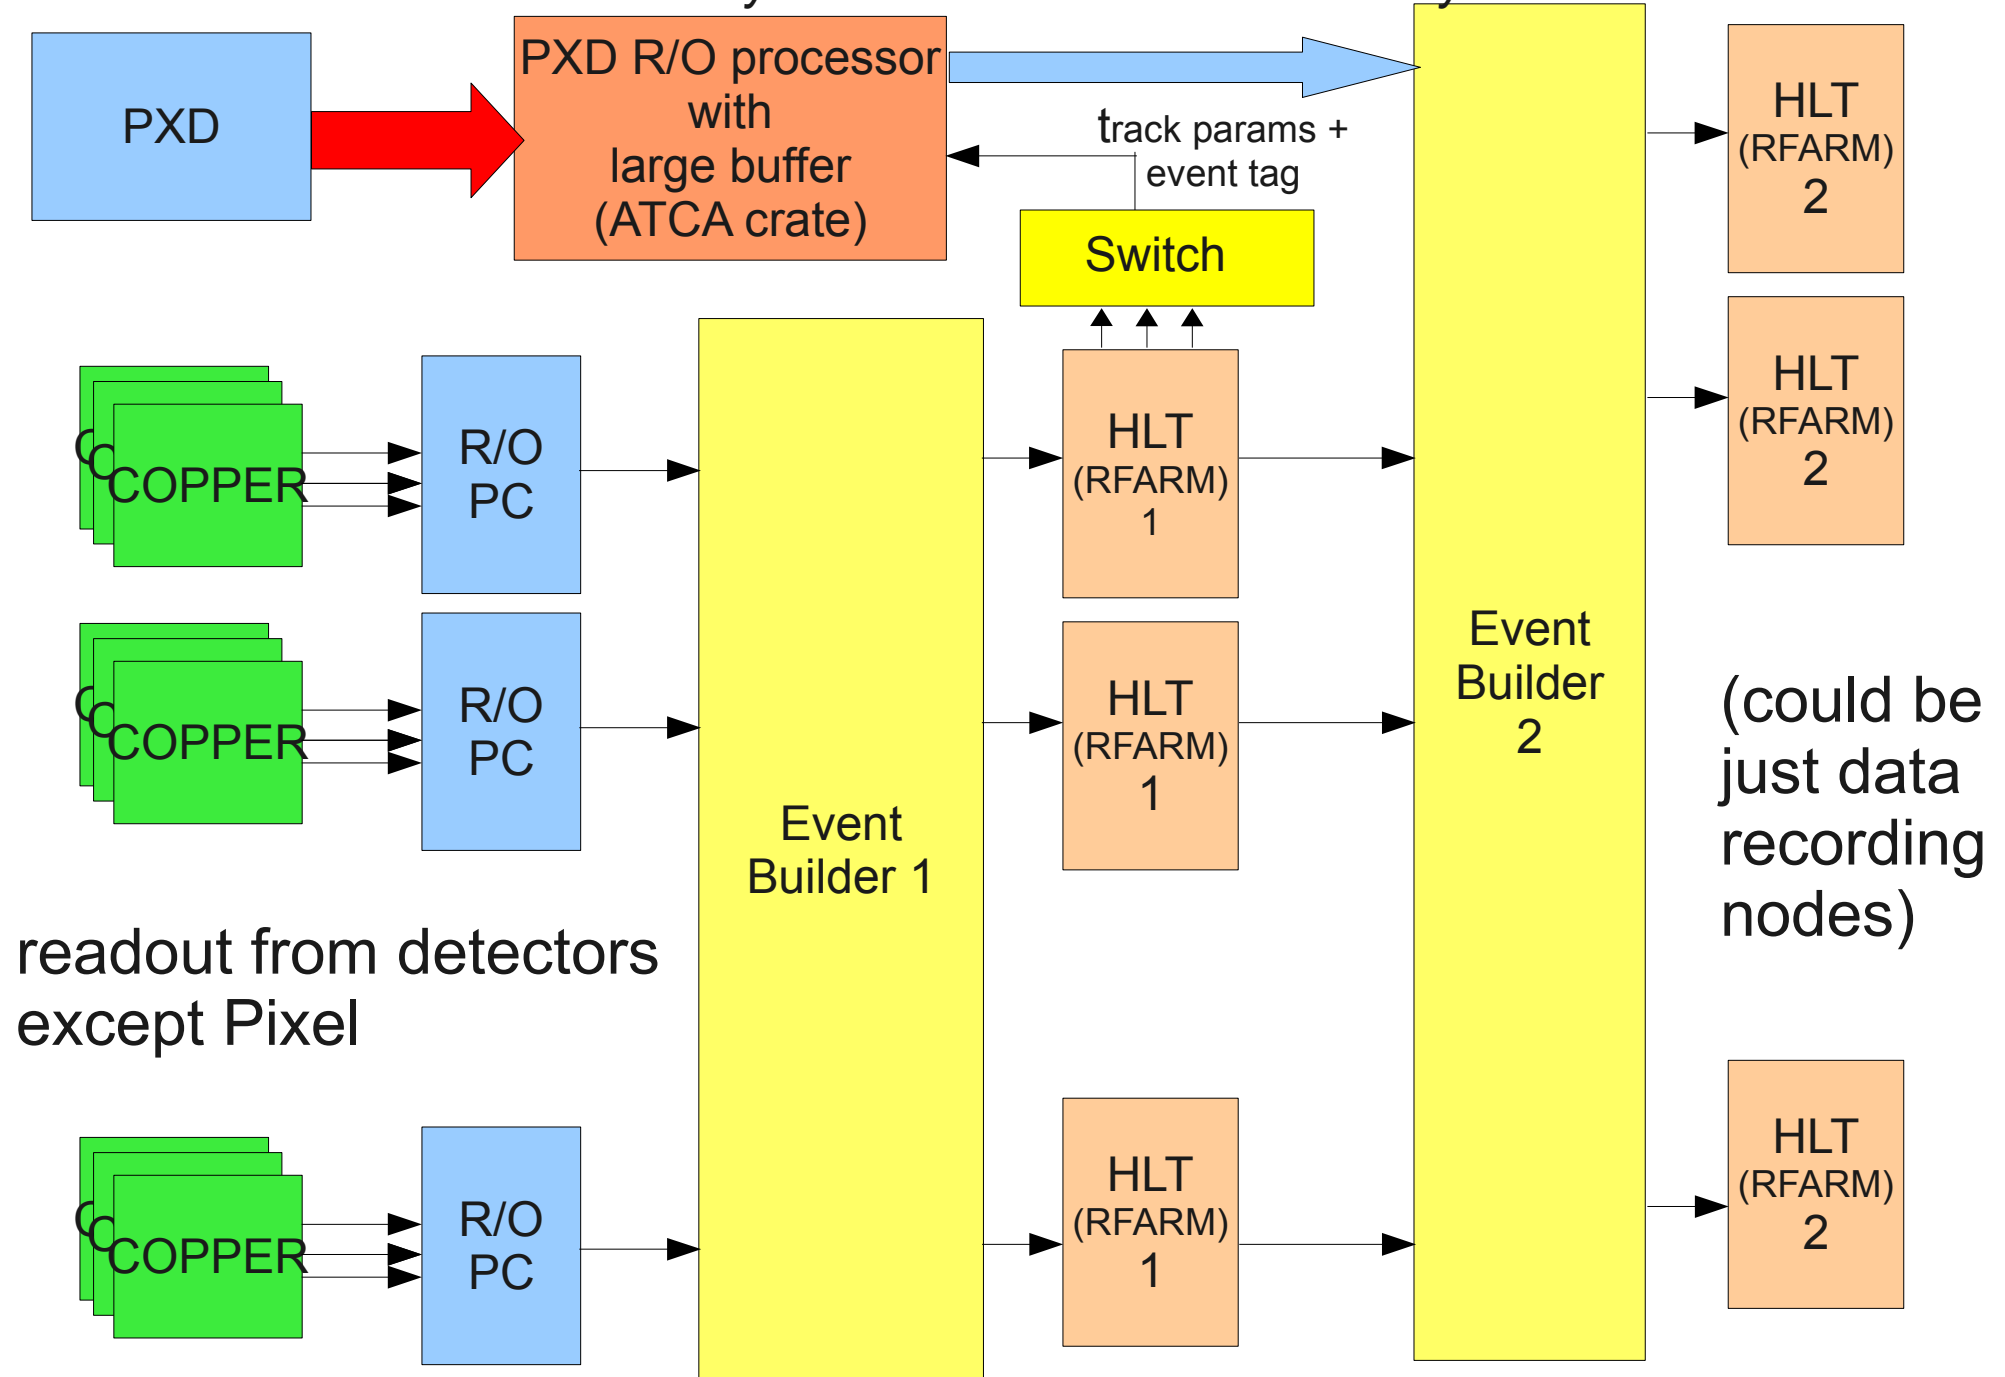 PXD
PXD R/O processor
with
large buffer
(ATCA crate)
track params +
event tag
Switch
HLT
(RFARM)
2
HLT
(RFARM)
2
COPPER
R/O
PC
HLT
(RFARM)
1
COPPER
R/O
PC
HLT
(RFARM)
1
Event
Builder 1
Event
Builder
2
(could be
just data
recording
nodes)
readout from detectors
except Pixel
COPPER
R/O
PC
HLT
(RFARM)
1
HLT
(RFARM)
2